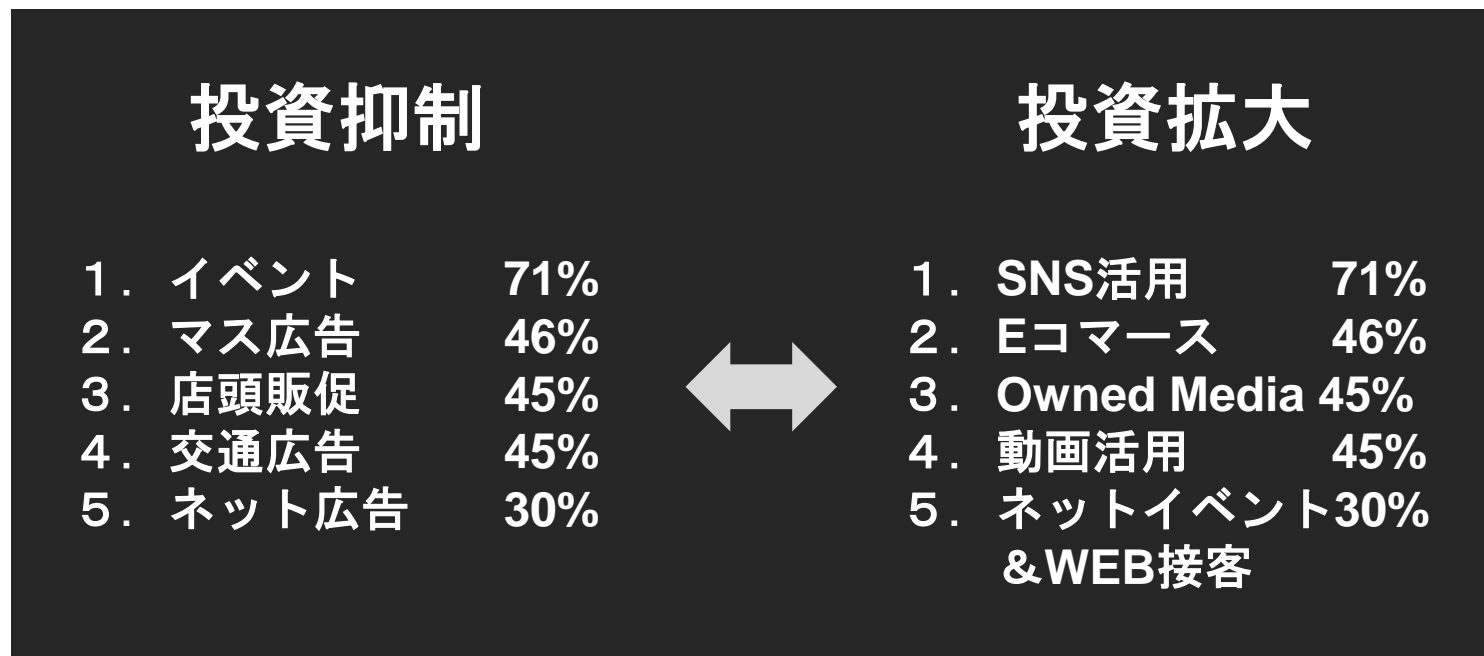 投資抑制
１. イベント 71%
２. マス広告 46%
３. 店頭販促 45%
４. 交通広告 45%
５. ネット広告 30%
投資拡大
１. SNS活用 71%
２. Eコマース 46%
３. Owned Media 45%
４. 動画活用 45%
５. ネットイベント30%
＆WEB接客